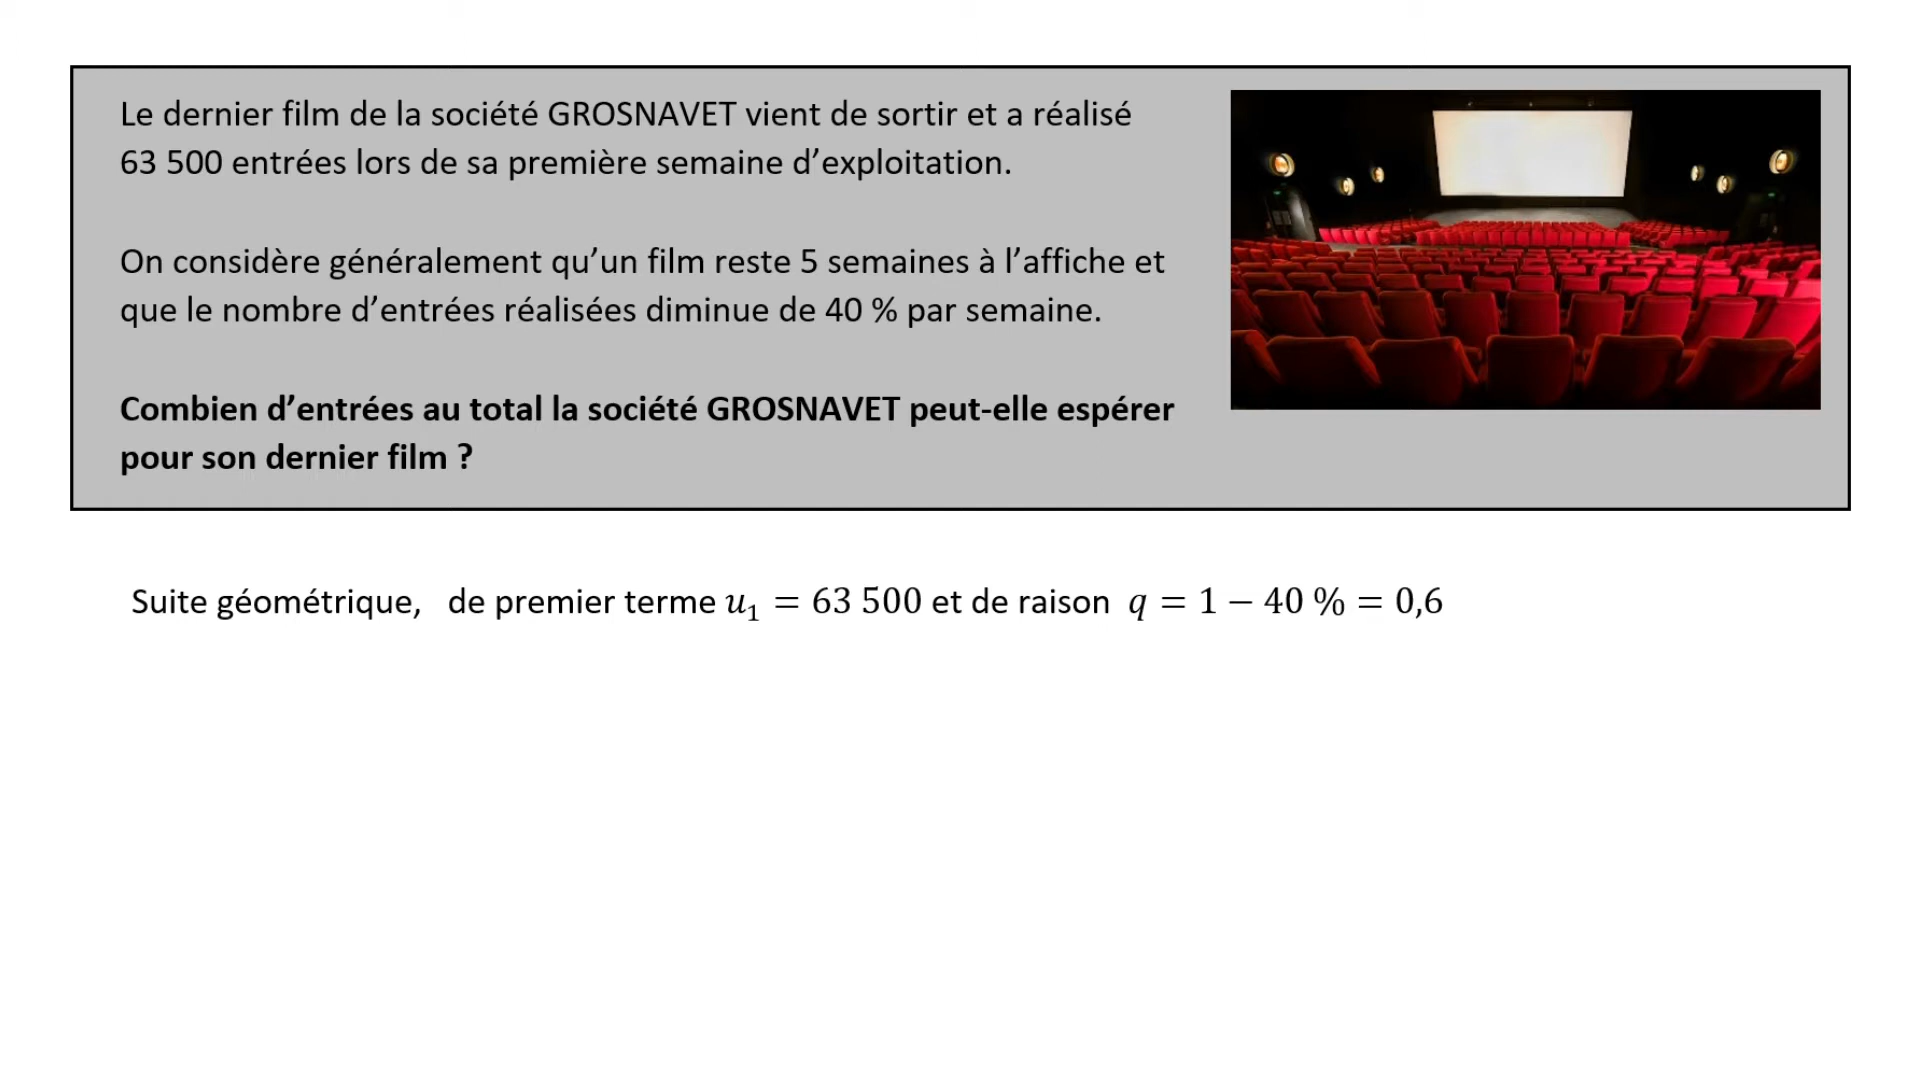 Le dernier film de la société GROSNAVET vient de sortir et a réalisé
63 500 entrées lors de sa première semaine d’exploitation.
On considère généralement qu’un film reste 5 semaines à l’affiche et
que le nombre d’entrées réalisées diminue de 40 % par semaine.
Combien d’entrées au total la société GROSNAVET peut-elle espérer
pour son dernier film ?
Suite géométrique, de premier terme u₁ = 63 500 et de raison q = 1 − 40 % = 0,6